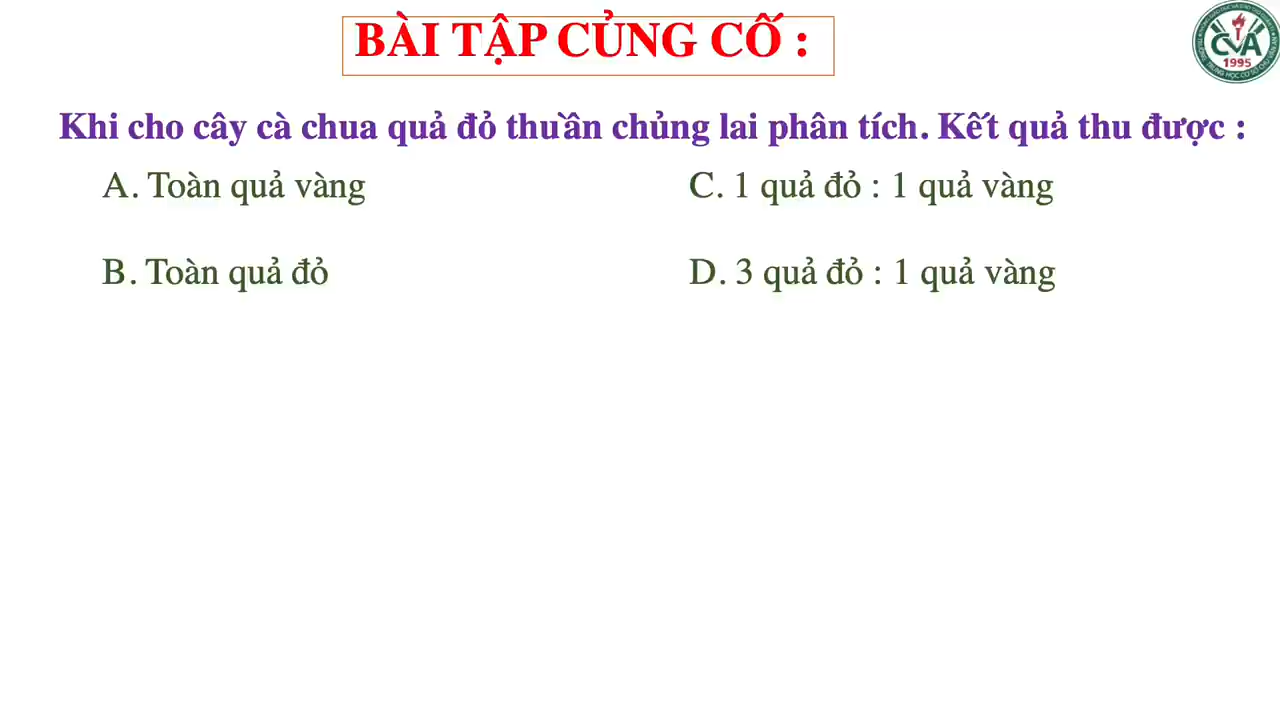 BÀI TẬP CỦNG CỐ :
CVA
1995
Khi cho cây cà chua quả đỏ thuần chủng lai phân tích. Kết quả thu được :
A. Toàn quả vàng
C. 1 quả đỏ : 1 quả vàng
B. Toàn quả đỏ
D. 3 quả đỏ : 1 quả vàng